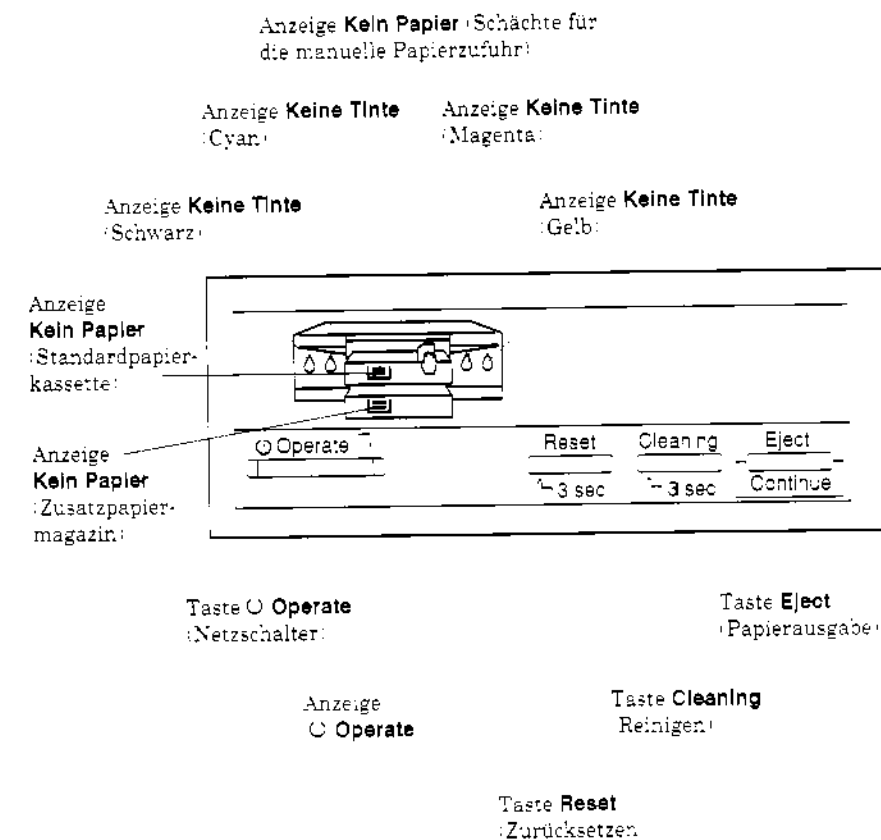 Anzeige Kein Papier (Schächte für
die manuelle Papierzufuhr)
Anzeige Keine Tinte
(Cyan)
Anzeige Keine Tinte
(Magenta)
Anzeige Keine Tinte
(Schwarz)
Anzeige Keine Tinte
(Gelb)
Anzeige
Kein Papier
(Standardpapier-
kassette)
Anzeige
Kein Papier
(Zusatzpapier-
magazin)
Operate
Reset
3 sec
Cleaning
3 sec
Eject
Continue
Taste Operate
(Netzschalter)
Taste Eject
(Papierausgabe)
Anzeige
Operate
Taste Cleaning
Reinigen)
Taste Reset
(Zurücksetzen